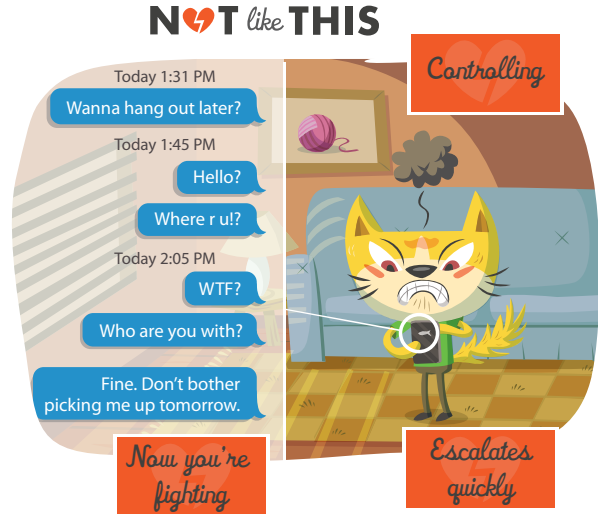 NOT like THIS
Controlling
Today 1:31 PM
Wanna hang out later?
Today 1:45 PM
Hello?
Where r u!?
Today 2:05 PM
WTF?
Who are you with?
Fine. Don't bother
picking me up tomorrow.
Now you're
fighting
Escalates
quickly